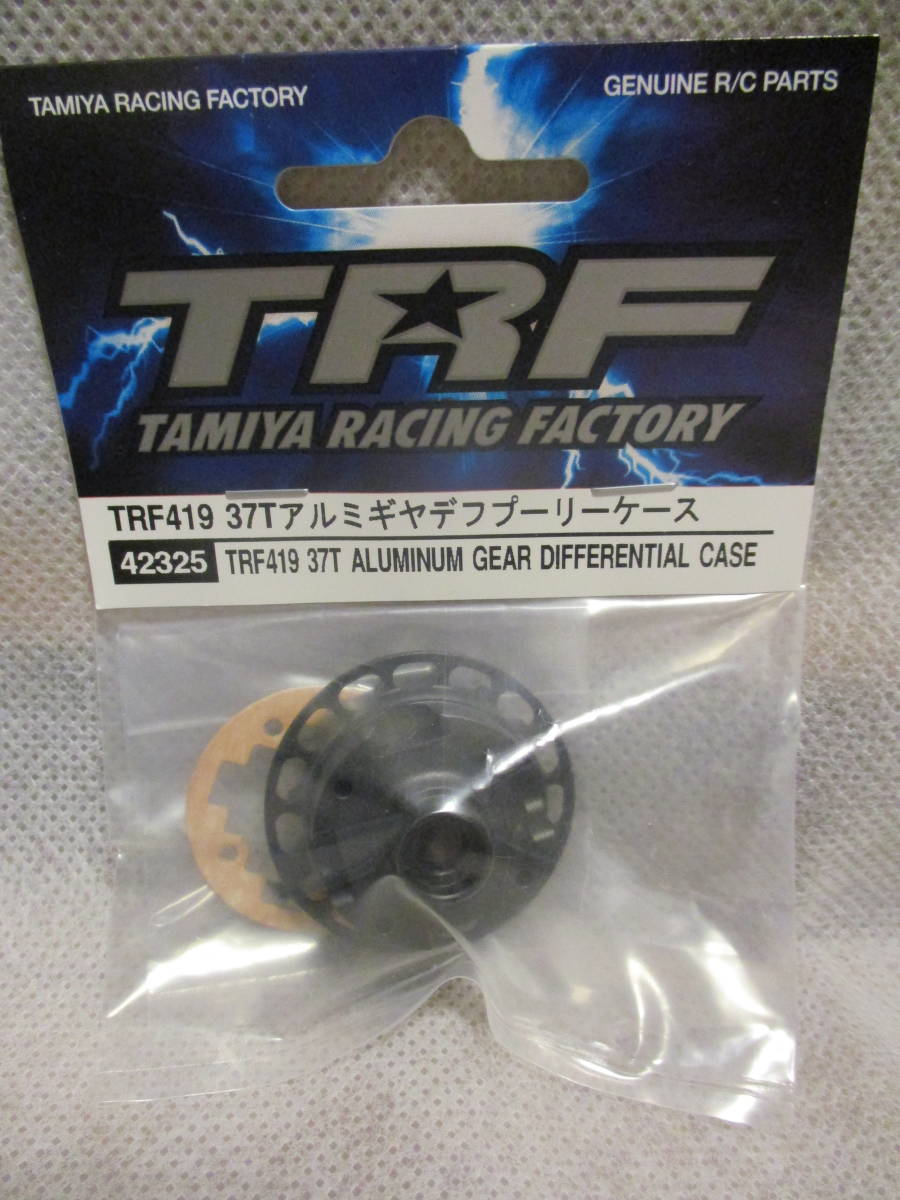 TAMIYA RACING FACTORY
GENUINE R/C PARTS
TRF
TAMIYA RACING FACTORY
TRF419 37Tアルミギヤデフプーリーケース
42325 TRF419 37T ALUMINUM GEAR DIFFERENTIAL CASE